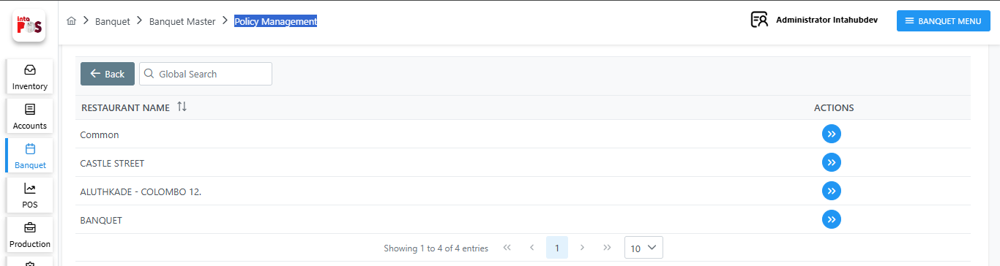 Inta
POS
Banquet
Banquet Master
Policy Management
Administrator Intahubdev
BANQUET MENU
Inventory
Accounts
Banquet
POS
Production
Back
Global Search
RESTAURANT NAME
ACTIONS
Common
CASTLE STREET
ALUTHKADE - COLOMBO 12.
BANQUET
Showing 1 to 4 of 4 entries
1
10